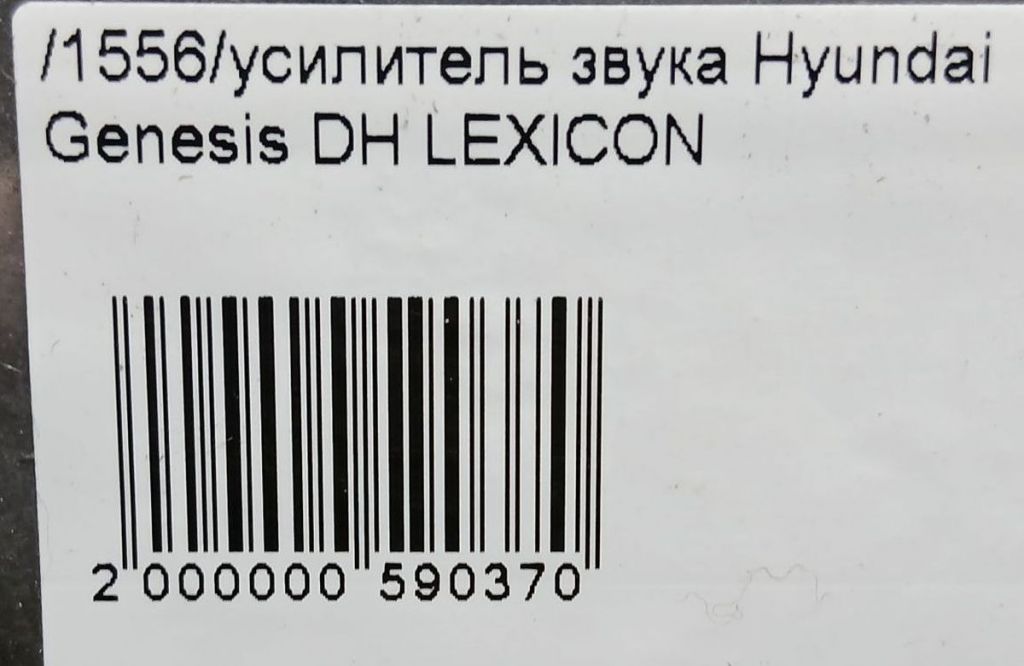 /1556/усилитель звука Hyundai
Genesis DH LEXICON
2 000000 590370